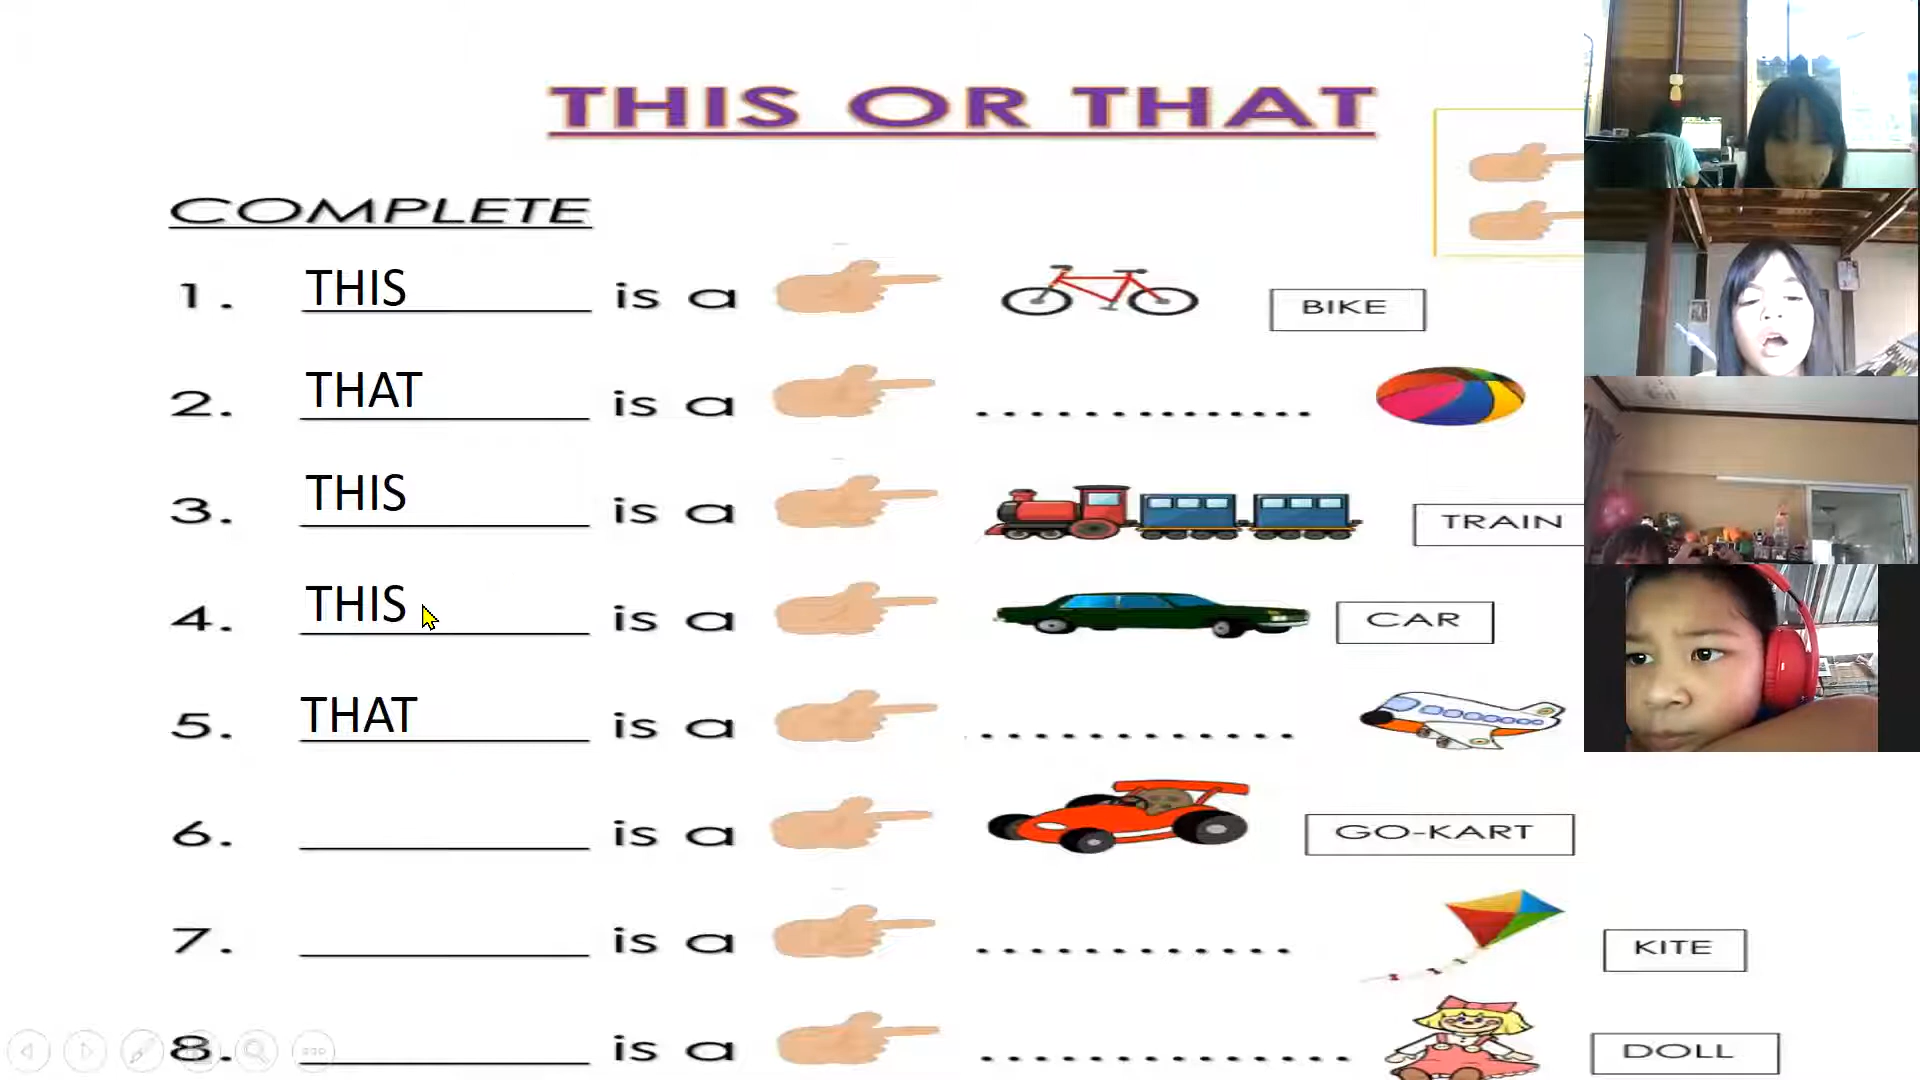 THIS OR THAT
COMPLETE
1. THIS is a BIKE
2. THAT is a
3. THIS is a TRAIN
4. THIS is a CAR
5. THAT is a
6. is a GO-KART
7. is a KITE
8. is a DOLL